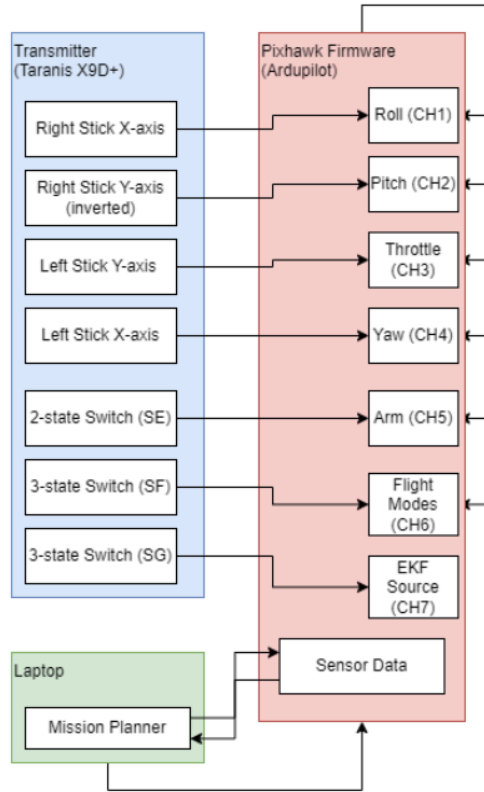 Transmitter
(Taranis X9D+)
Right Stick X-axis
Right Stick Y-axis
(inverted)
Left Stick Y-axis
Left Stick X-axis
2-state Switch (SE)
3-state Switch (SF)
3-state Switch (SG)
Pixhawk Firmware
(Ardupilot)
Roll (CH1)
Pitch (CH2)
Throttle
(CH3)
Yaw (CH4)
Arm (CH5)
Flight
Modes
(CH6)
EKF
Source
(CH7)
Sensor Data
Laptop
Mission Planner